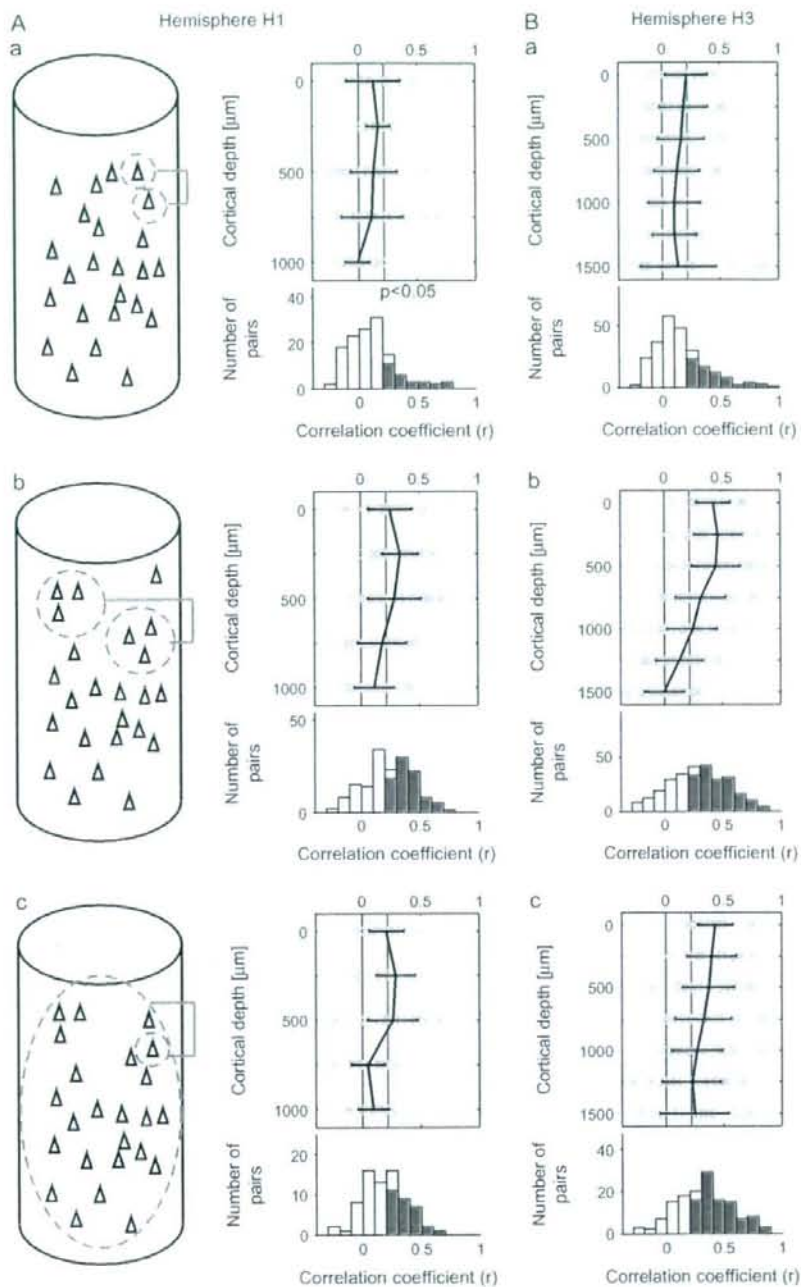 A
Hemisphere H1
B
Hemisphere H3
a
0 0.5 1
0
500
1000
Cortical depth [μm]
p<0.05
40
20
0
Number of pairs
0 0.5 1
Correlation coefficient (r)
a
0 0.5 1
0
500
1000
1500
Cortical depth [μm]
50
0
Number of pairs
0 0.5 1
Correlation coefficient (r)
b
0 0.5 1
0
500
1000
Cortical depth [μm]
50
0
Number of pairs
0 0.5 1
Correlation coefficient (r)
b
0 0.5 1
0
500
1000
1500
Cortical depth [μm]
50
0
Number of pairs
0 0.5 1
Correlation coefficient (r)
c
0 0.5 1
0
500
1000
Cortical depth [μm]
20
10
0
Number of pairs
0 0.5 1
Correlation coefficient (r)
c
0 0.5 1
0
500
1000
1500
Cortical depth [μm]
40
20
0
Number of pairs
0 0.5 1
Correlation coefficient (r)